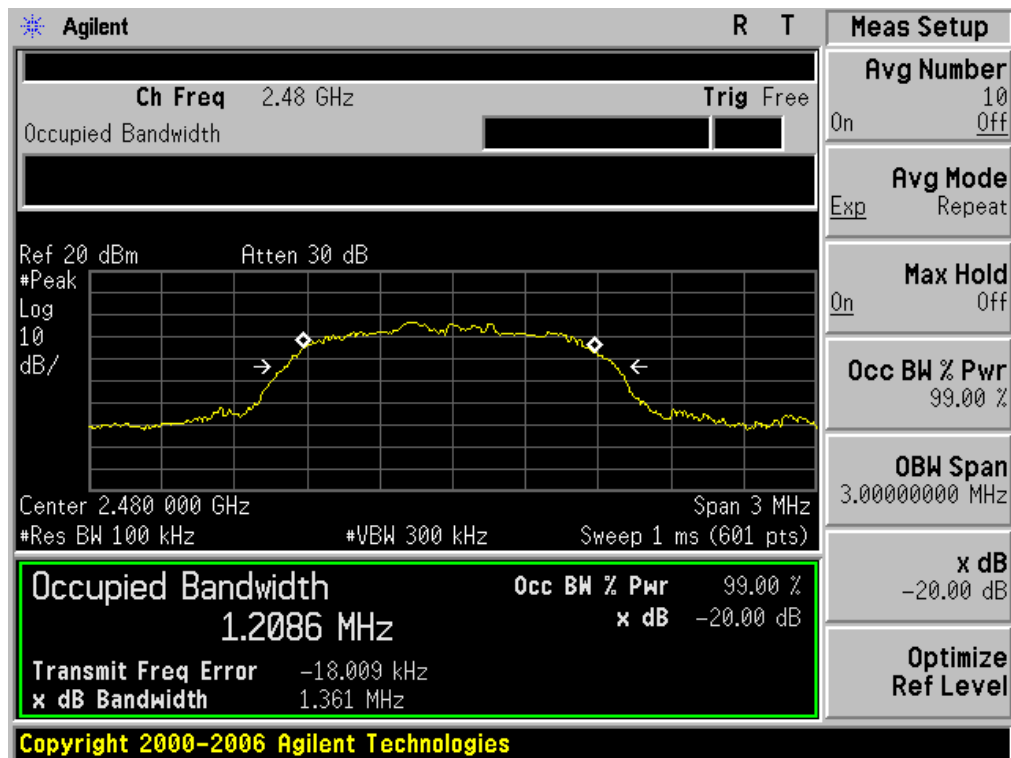 Agilent R T
Ch Freq 2.48 GHz Trig Free
Occupied Bandwidth
Ref 20 dBm Atten 30 dB
#Peak
Log
10
dB/
Center 2.480 000 GHz Span 3 MHz
#Res BW 100 kHz #VBW 300 kHz Sweep 1 ms (601 pts)
Occupied Bandwidth Occ BW % Pwr 99.00 %
1.2086 MHz x dB -20.00 dB
Transmit Freq Error -18.009 kHz
x dB Bandwidth 1.361 MHz
Copyright 2000-2006 Agilent Technologies
Meas Setup
Avg Number
10
On Off
Avg Mode
Exp Repeat
Max Hold
On Off
Occ BW % Pwr
99.00 %
OBW Span
3.00000000 MHz
x dB
-20.00 dB
Optimize
Ref Level